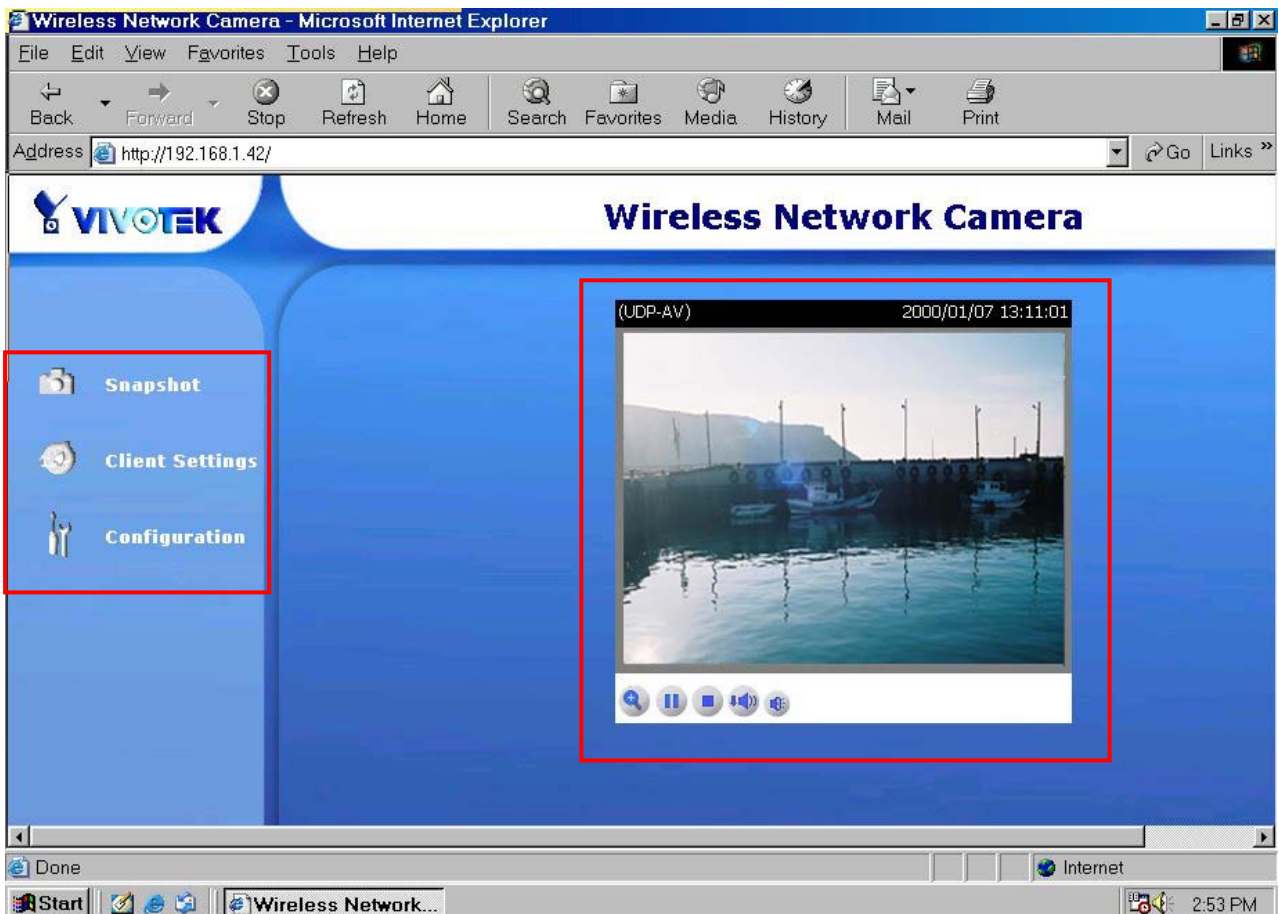 Wireless Network Camera - Microsoft Internet Explorer
File Edit View Favorites Tools Help
Back Forward Stop Refresh Home Search Favorites Media History Mail Print
Address http://192.168.1.42/ Go Links »
VIVOTEK Wireless Network Camera
(UDP-AV) 2000/01/07 13:11:01
Snapshot
Client Settings
Configuration
Done Internet
Start Wireless Network... 2:53 PM